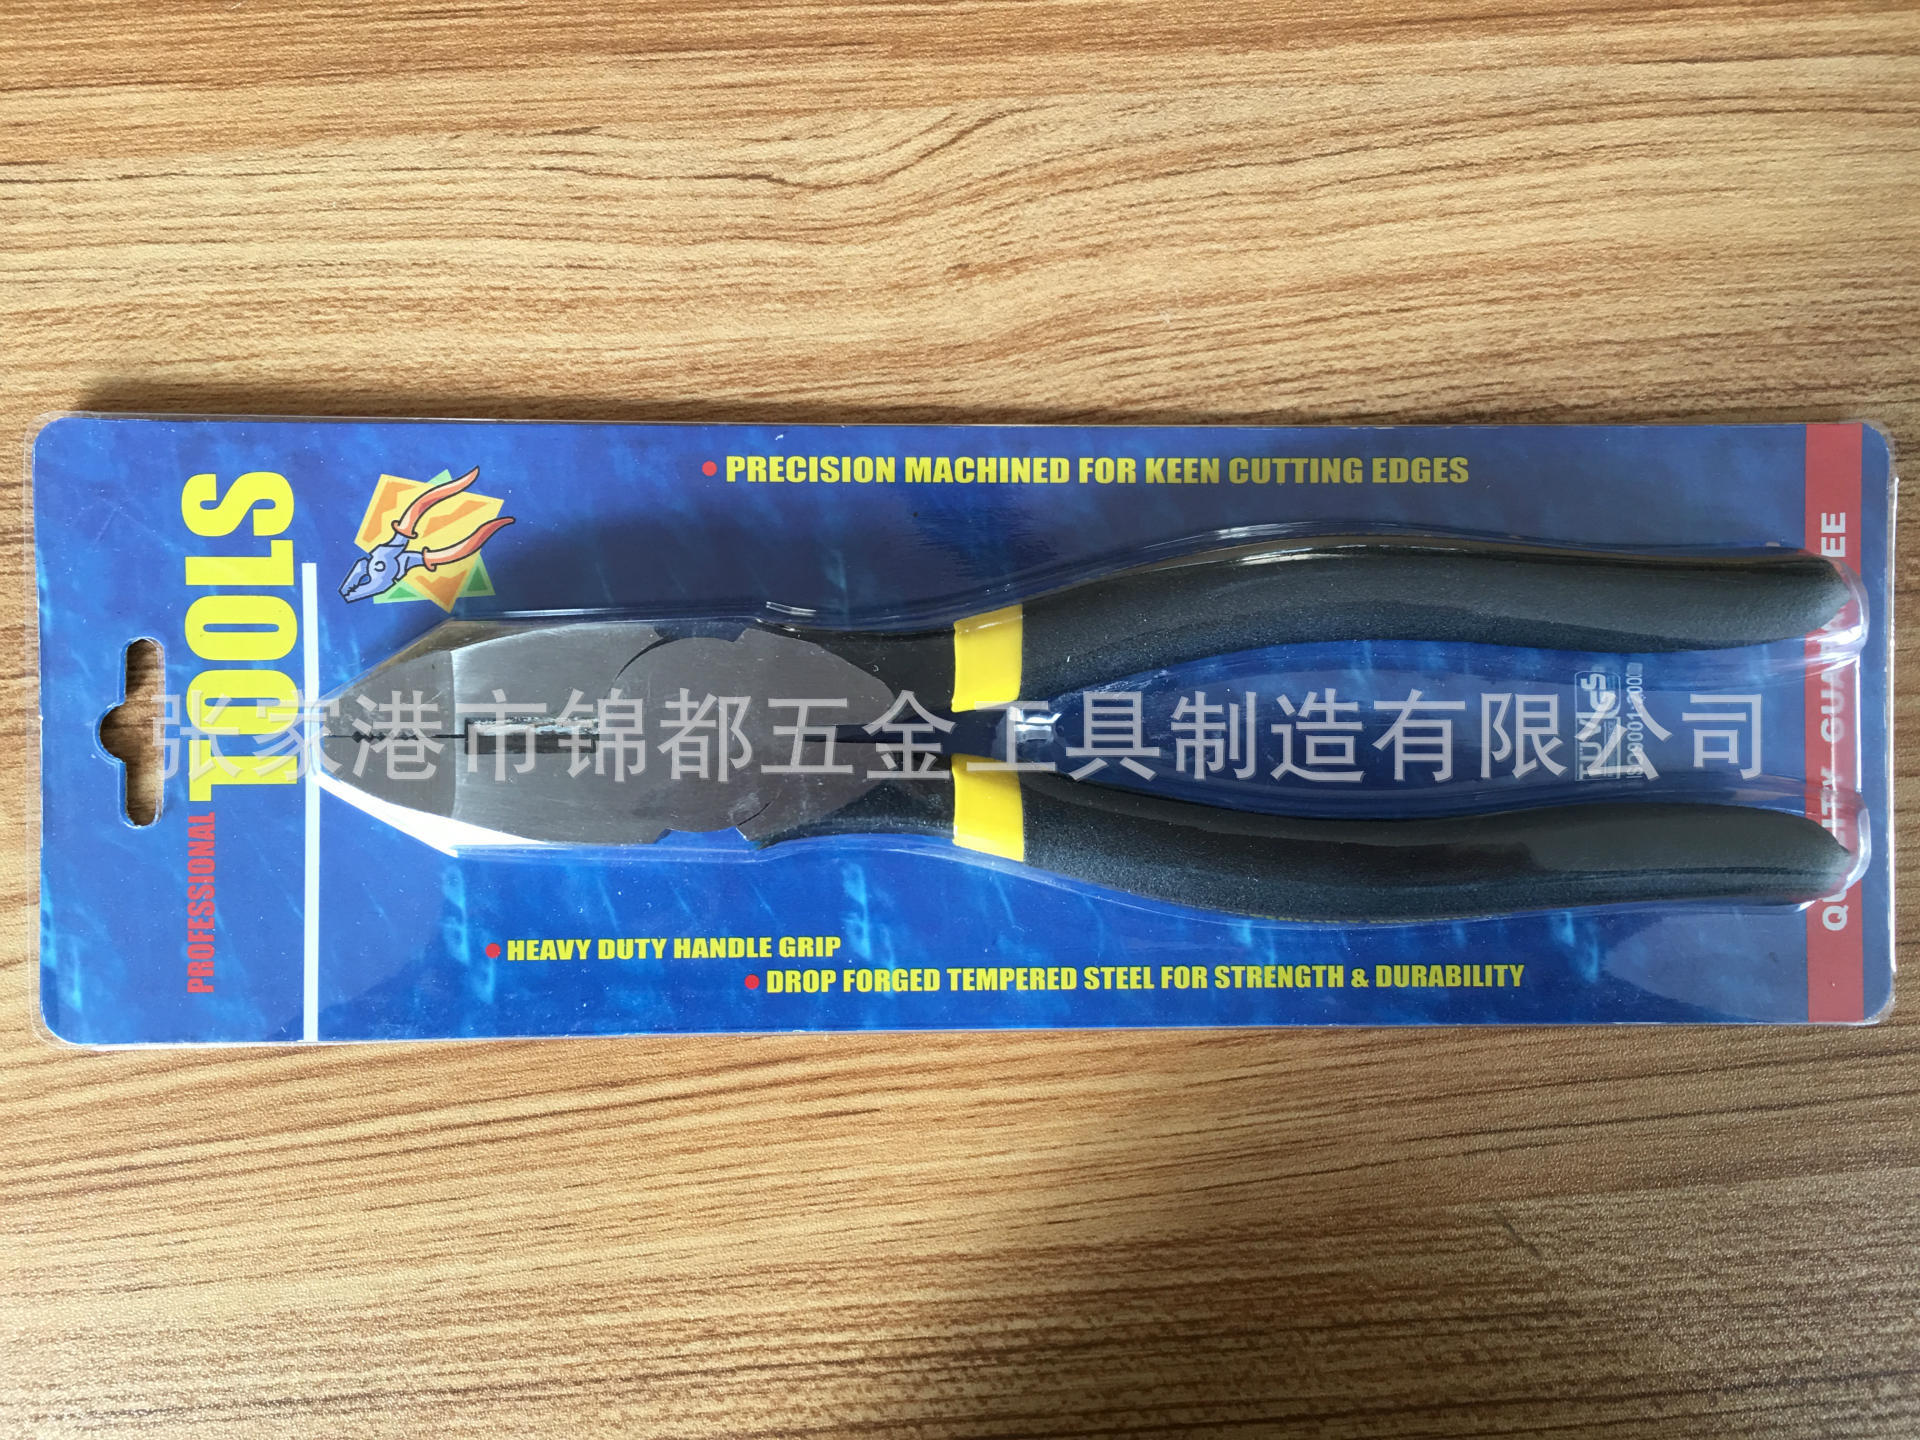 PROFESSIONAL
TOOLS
PRECISION MACHINED FOR KEEN CUTTING EDGES
张家港市锦都五金工具制造有限公司
HEAVY DUTY HANDLE GRIP
DROP FORGED TEMPERED STEEL FOR STRENGTH & DURABILITY